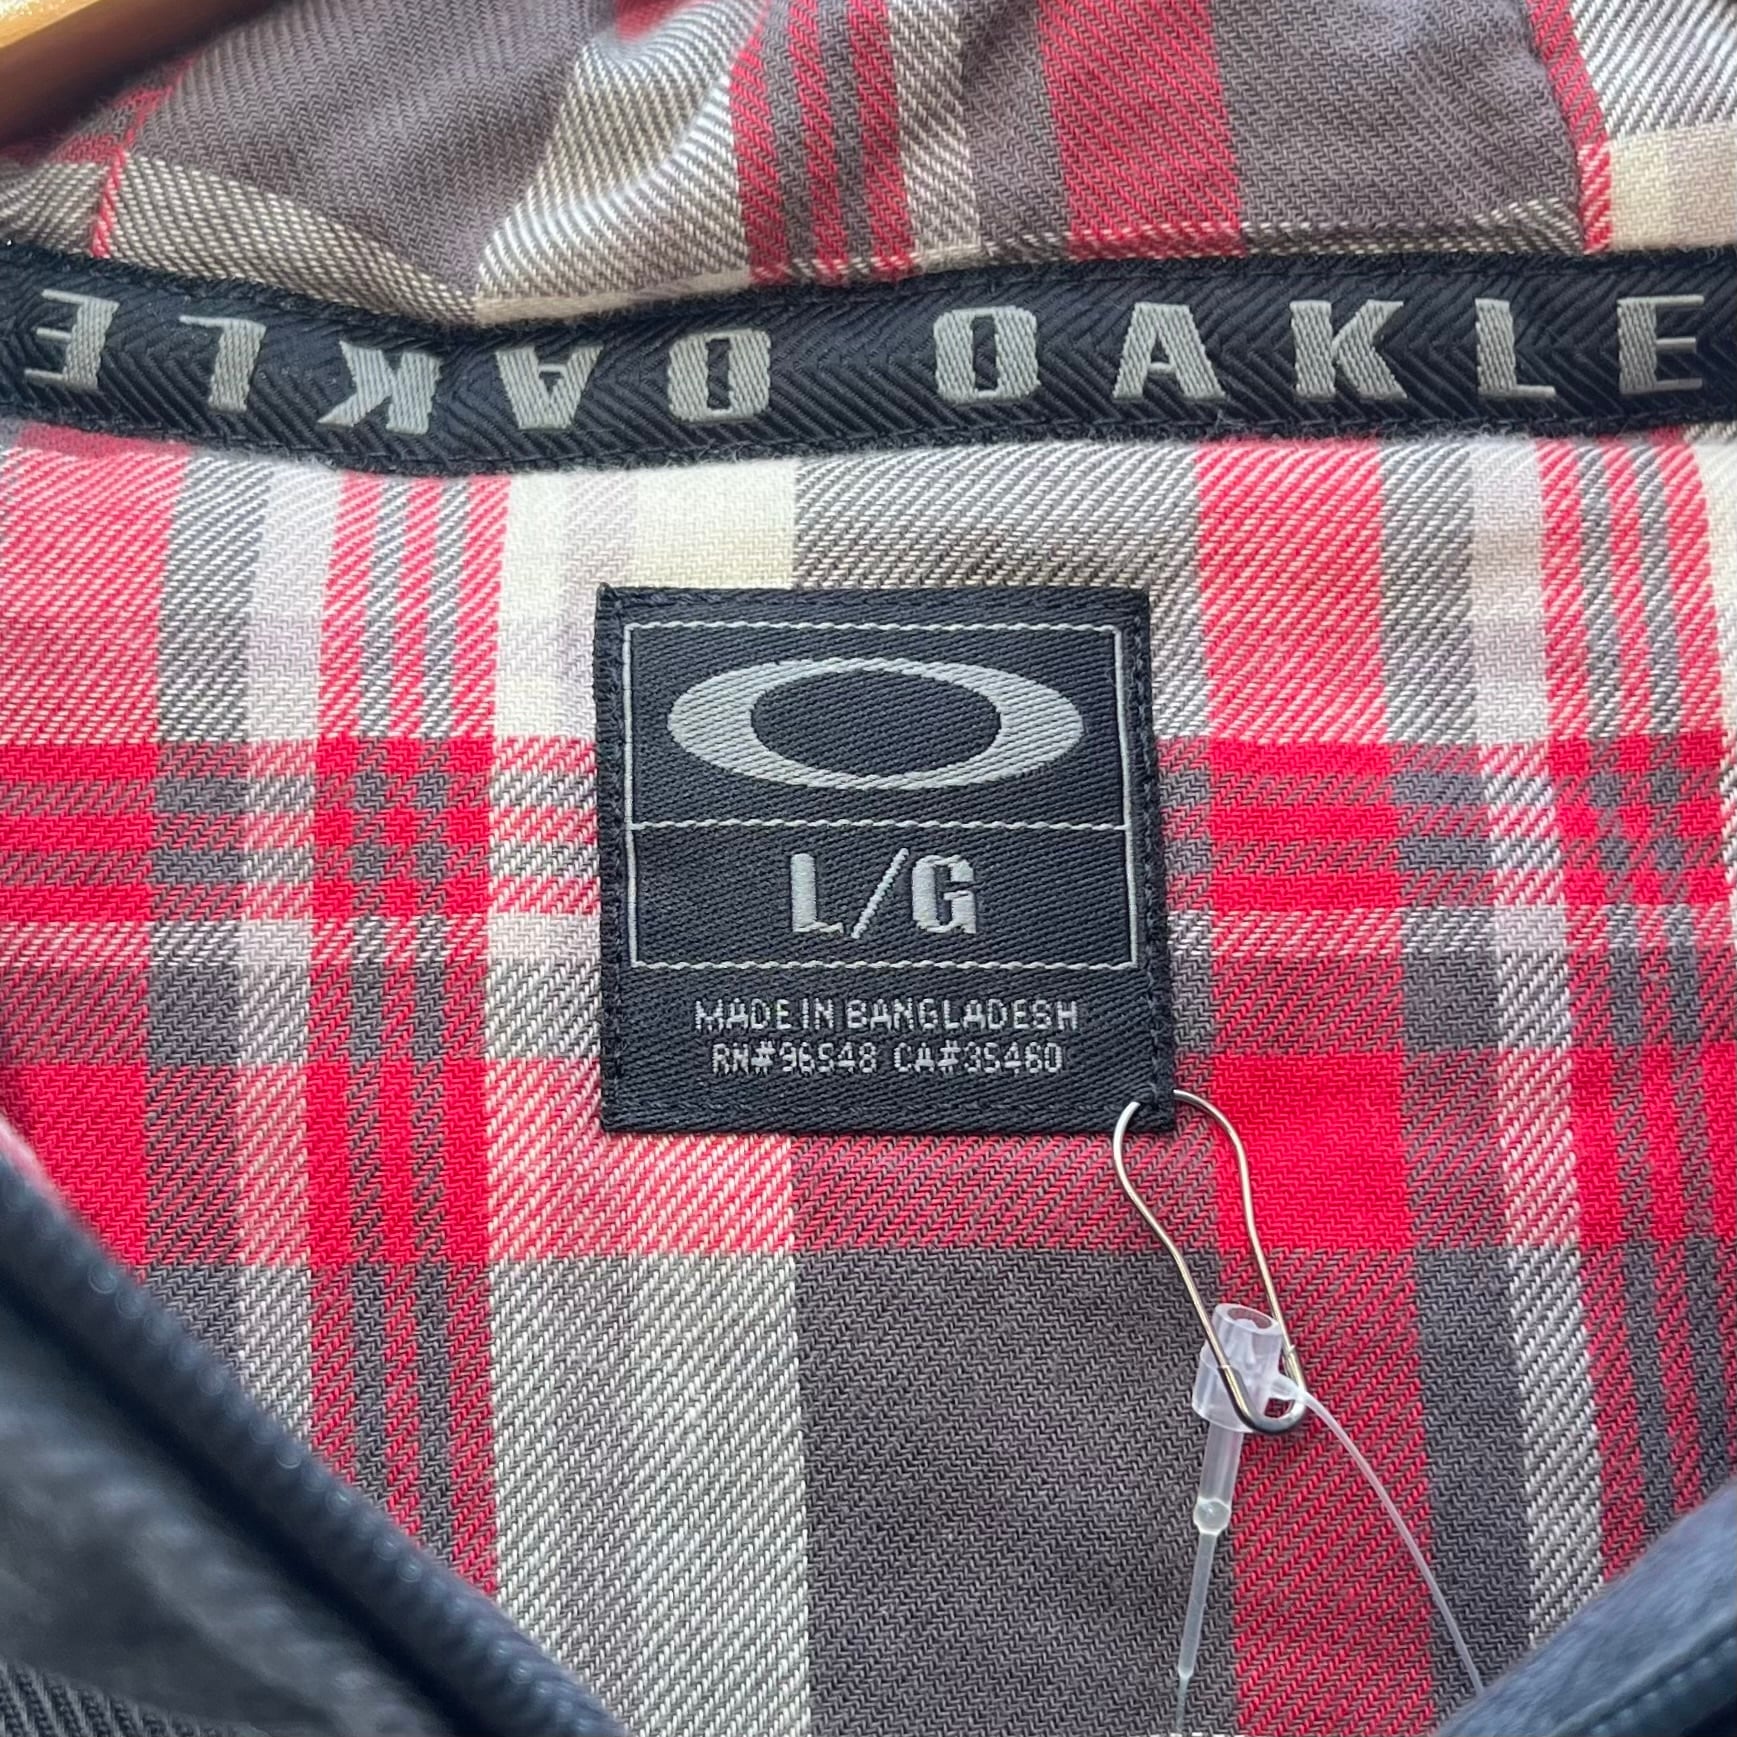 OAKLE OAKLE
L/G
MADE IN BANGLADESH
RN#96548 CA#35460